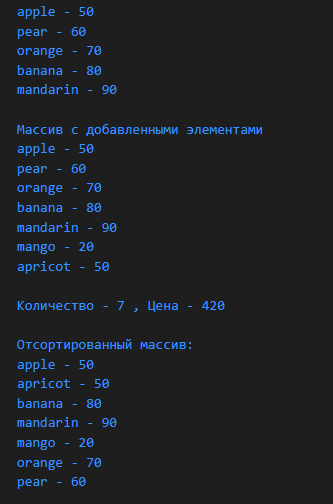 apple - 50
pear - 60
orange - 70
banana - 80
mandarin - 90
Массив с добавленными элементами
apple - 50
pear - 60
orange - 70
banana - 80
mandarin - 90
mango - 20
apricot - 50
Количество - 7 , Цена - 420
Отсортированный массив:
apple - 50
apricot - 50
banana - 80
mandarin - 90
mango - 20
orange - 70
pear - 60